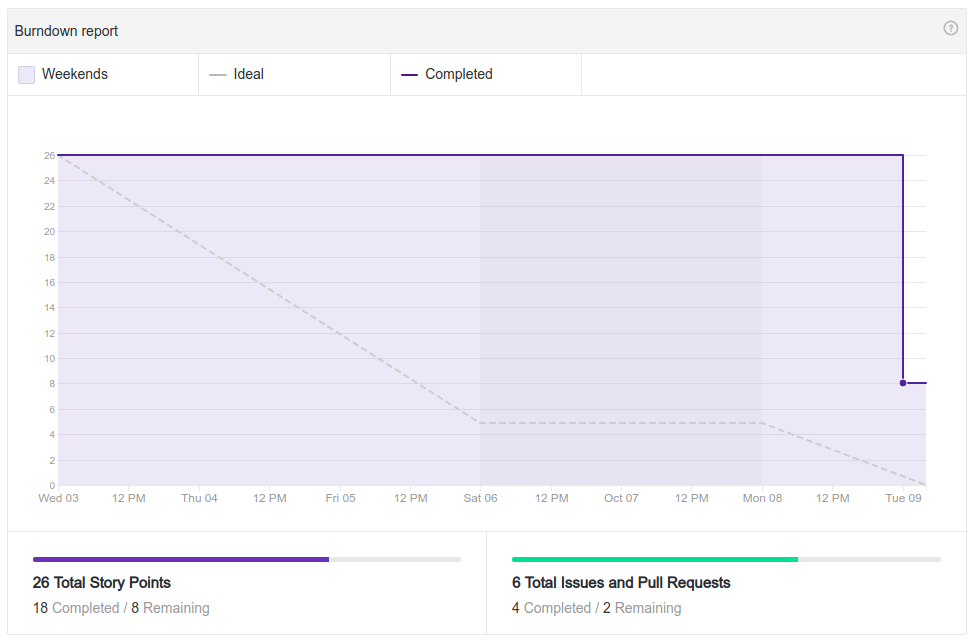 Burndown report
?
Weekends
Ideal
Completed
26
24
22
20
18
16
14
12
10
8
6
4
2
0
Wed 03 12 PM Thu 04 12 PM Fri 05 12 PM Sat 06 12 PM Oct 07 12 PM Mon 08 12 PM Tue 09
26 Total Story Points
18 Completed / 8 Remaining
6 Total Issues and Pull Requests
4 Completed / 2 Remaining